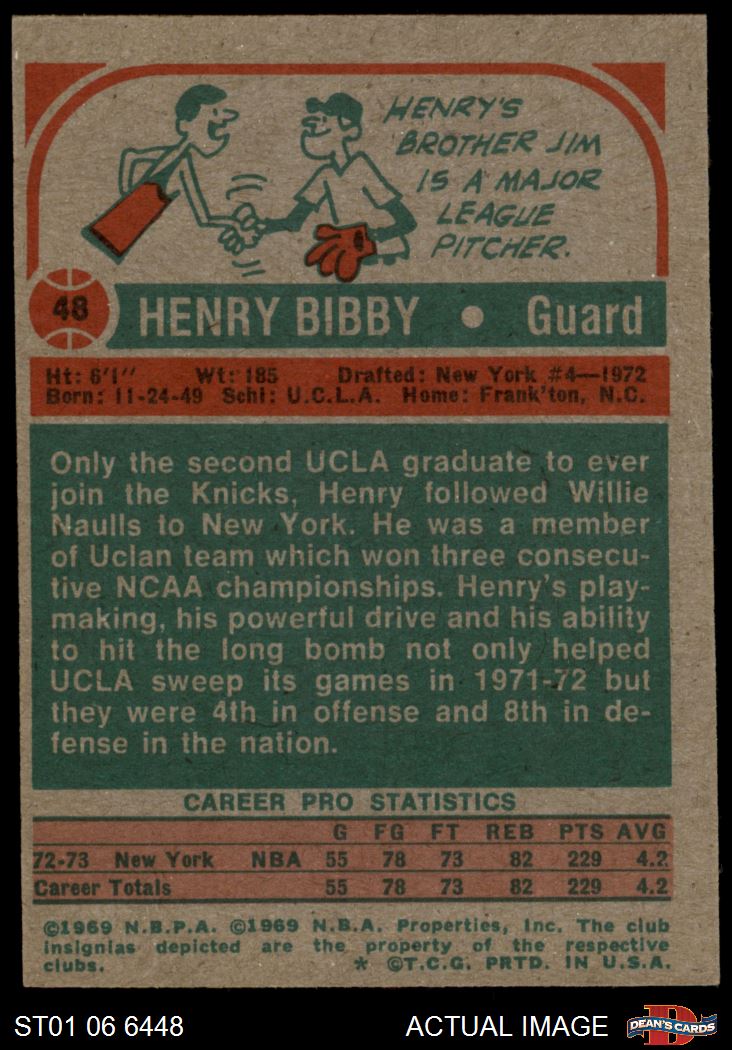 HENRY'S
BROTHER JIM
IS A MAJOR
LEAGUE
PITCHER.
48 HENRY BIBBY • Guard
Ht: 6'1" Wt: 185 Drafted: New York #4—1972
Born: 11-24-49 Schl: U.C.L.A. Home: Frank'ton, N.C.
Only the second UCLA graduate to ever
join the Knicks, Henry followed Willie
Naulls to New York. He was a member
of Uclan team which won three consecu-
tive NCAA championships. Henry's play-
making, his powerful drive and his ability
to hit the long bomb not only helped
UCLA sweep its games in 1971-72 but
they were 4th in offense and 8th in de-
fense in the nation.
CAREER PRO STATISTICS
G FG FT REB PTS AVG
72-73 New York NBA 55 78 73 82 229 4.2
Career Totals 55 78 73 82 229 4.2
©1969 N.B.P.A. ©1969 N.B.A. Properties, Inc. The club
insignias depicted are the property of the respective
clubs. * ©T.C.G. PRTD. IN U.S.A.
ST01 06 6448 ACTUAL IMAGE D DEAN'S CARDS